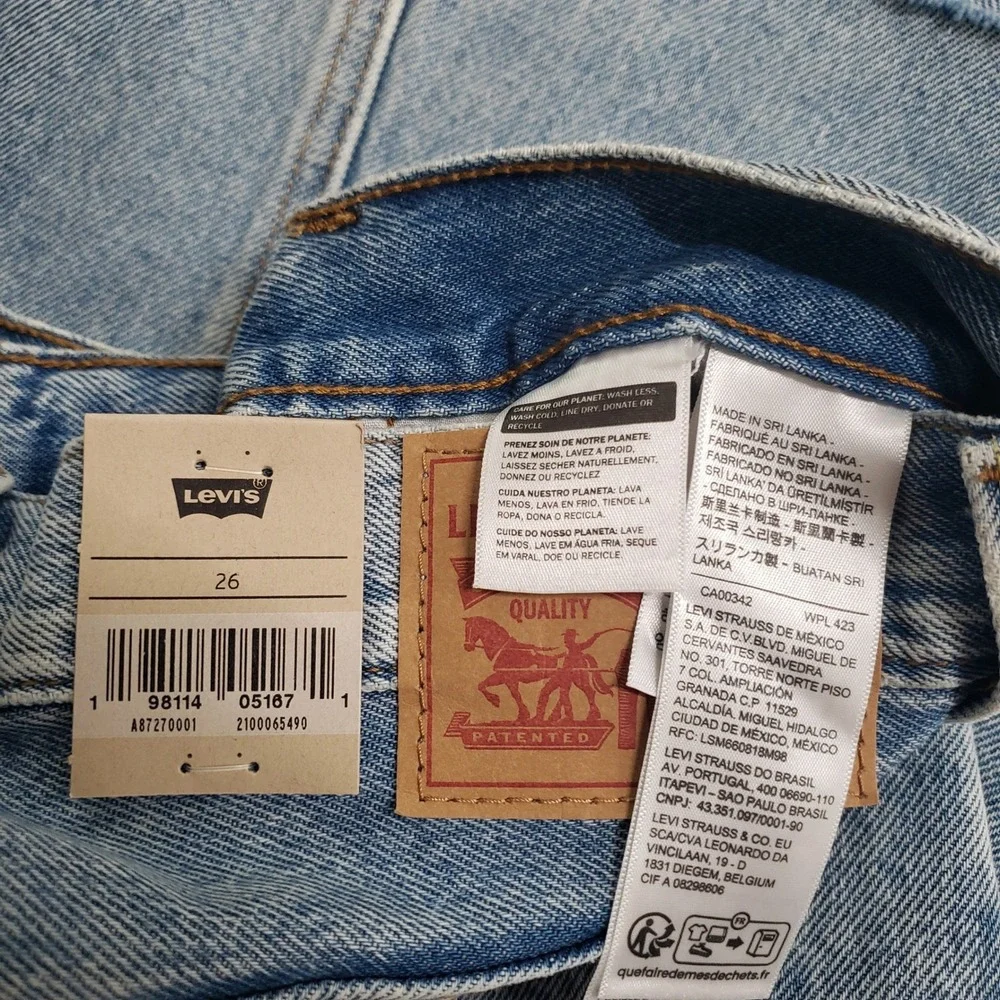 LEVI'S®
26
1 98114 05167 1
A87270001 2100065490
QUALITY
PATENTED
CARE FOR OUR PLANET: WASH LESS,
WASH COLD, LINE DRY, DONATE OR
RECYCLE
PRENEZ SOIN DE NOTRE PLANETE:
LAVEZ MOINS, LAVEZ A FROID,
LAISSEZ SECHER NATURELLEMENT,
DONNEZ OU RECYCLEZ
CUIDA NUESTRO PLANETA: LAVA
MENOS, LAVA EN FRIO, TIENDE LA
ROPA, DONA O RECICLA.
CUIDE DO NOSSO PLANETA: LAVE
MENOS, LAVE EM ÁGUA FRIA, SEQUE
EM VARAL, DOE OU RECICLE.
MADE IN SRI LANKA -
FABRIQUÉ AU SRI LANKA -
FABRICADO EN SRI LANKA -
FABRICADO NO SRI LANKA -
SRİ LANKA' DA ÜRETİLMİŞTİR
- СДЕЛАНО В ШРИ-ЛАНКЕ -
斯里兰卡制造 - 斯里蘭卡製 -
제조국 스리랑카 -
スリランカ製 - BUATAN SRI
LANKA
CA00342 WPL 423
LEVI STRAUSS DE MÉXICO
S.A. DE C.V.BLVD. MIGUEL DE
CERVANTES SAAVEDRA
NO. 301, TORRE NORTE PISO
7 COL. AMPLIACIÓN
GRANADA C.P 11529
ALCALDÍA, MIGUEL HIDALGO
CIUDAD DE MÉXICO, MÉXICO
RFC: LSM660818M98
LEVI STRAUSS DO BRASIL
AV. PORTUGAL, 400 06690-110
ITAPEVI - SAO PAULO BRASIL
CNPJ: 43.351.097/0001-90
LEVI STRAUSS & CO. EU
SCA/CVA LEONARDO DA
VINCILAAN, 19 - D
1831 DIEGEM, BELGIUM
CIF A 08298606
FR
quefairedemesdechets.fr